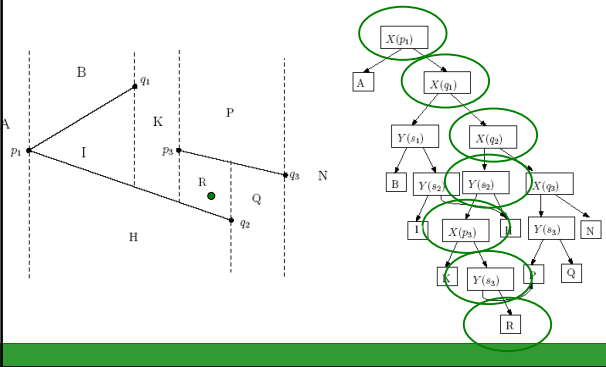 B
q₁
A
K
P
p₁
I
p₃
R
q₃
N
Q
q₂
H
X(p₁)
A
X(q₁)
Y(s₁)
X(q₂)
B
Y(s₂)
Y(s₂)
X(q₃)
I
X(p₃)
H
Y(s₃)
N
K
Y(s₃)
P
Q
R